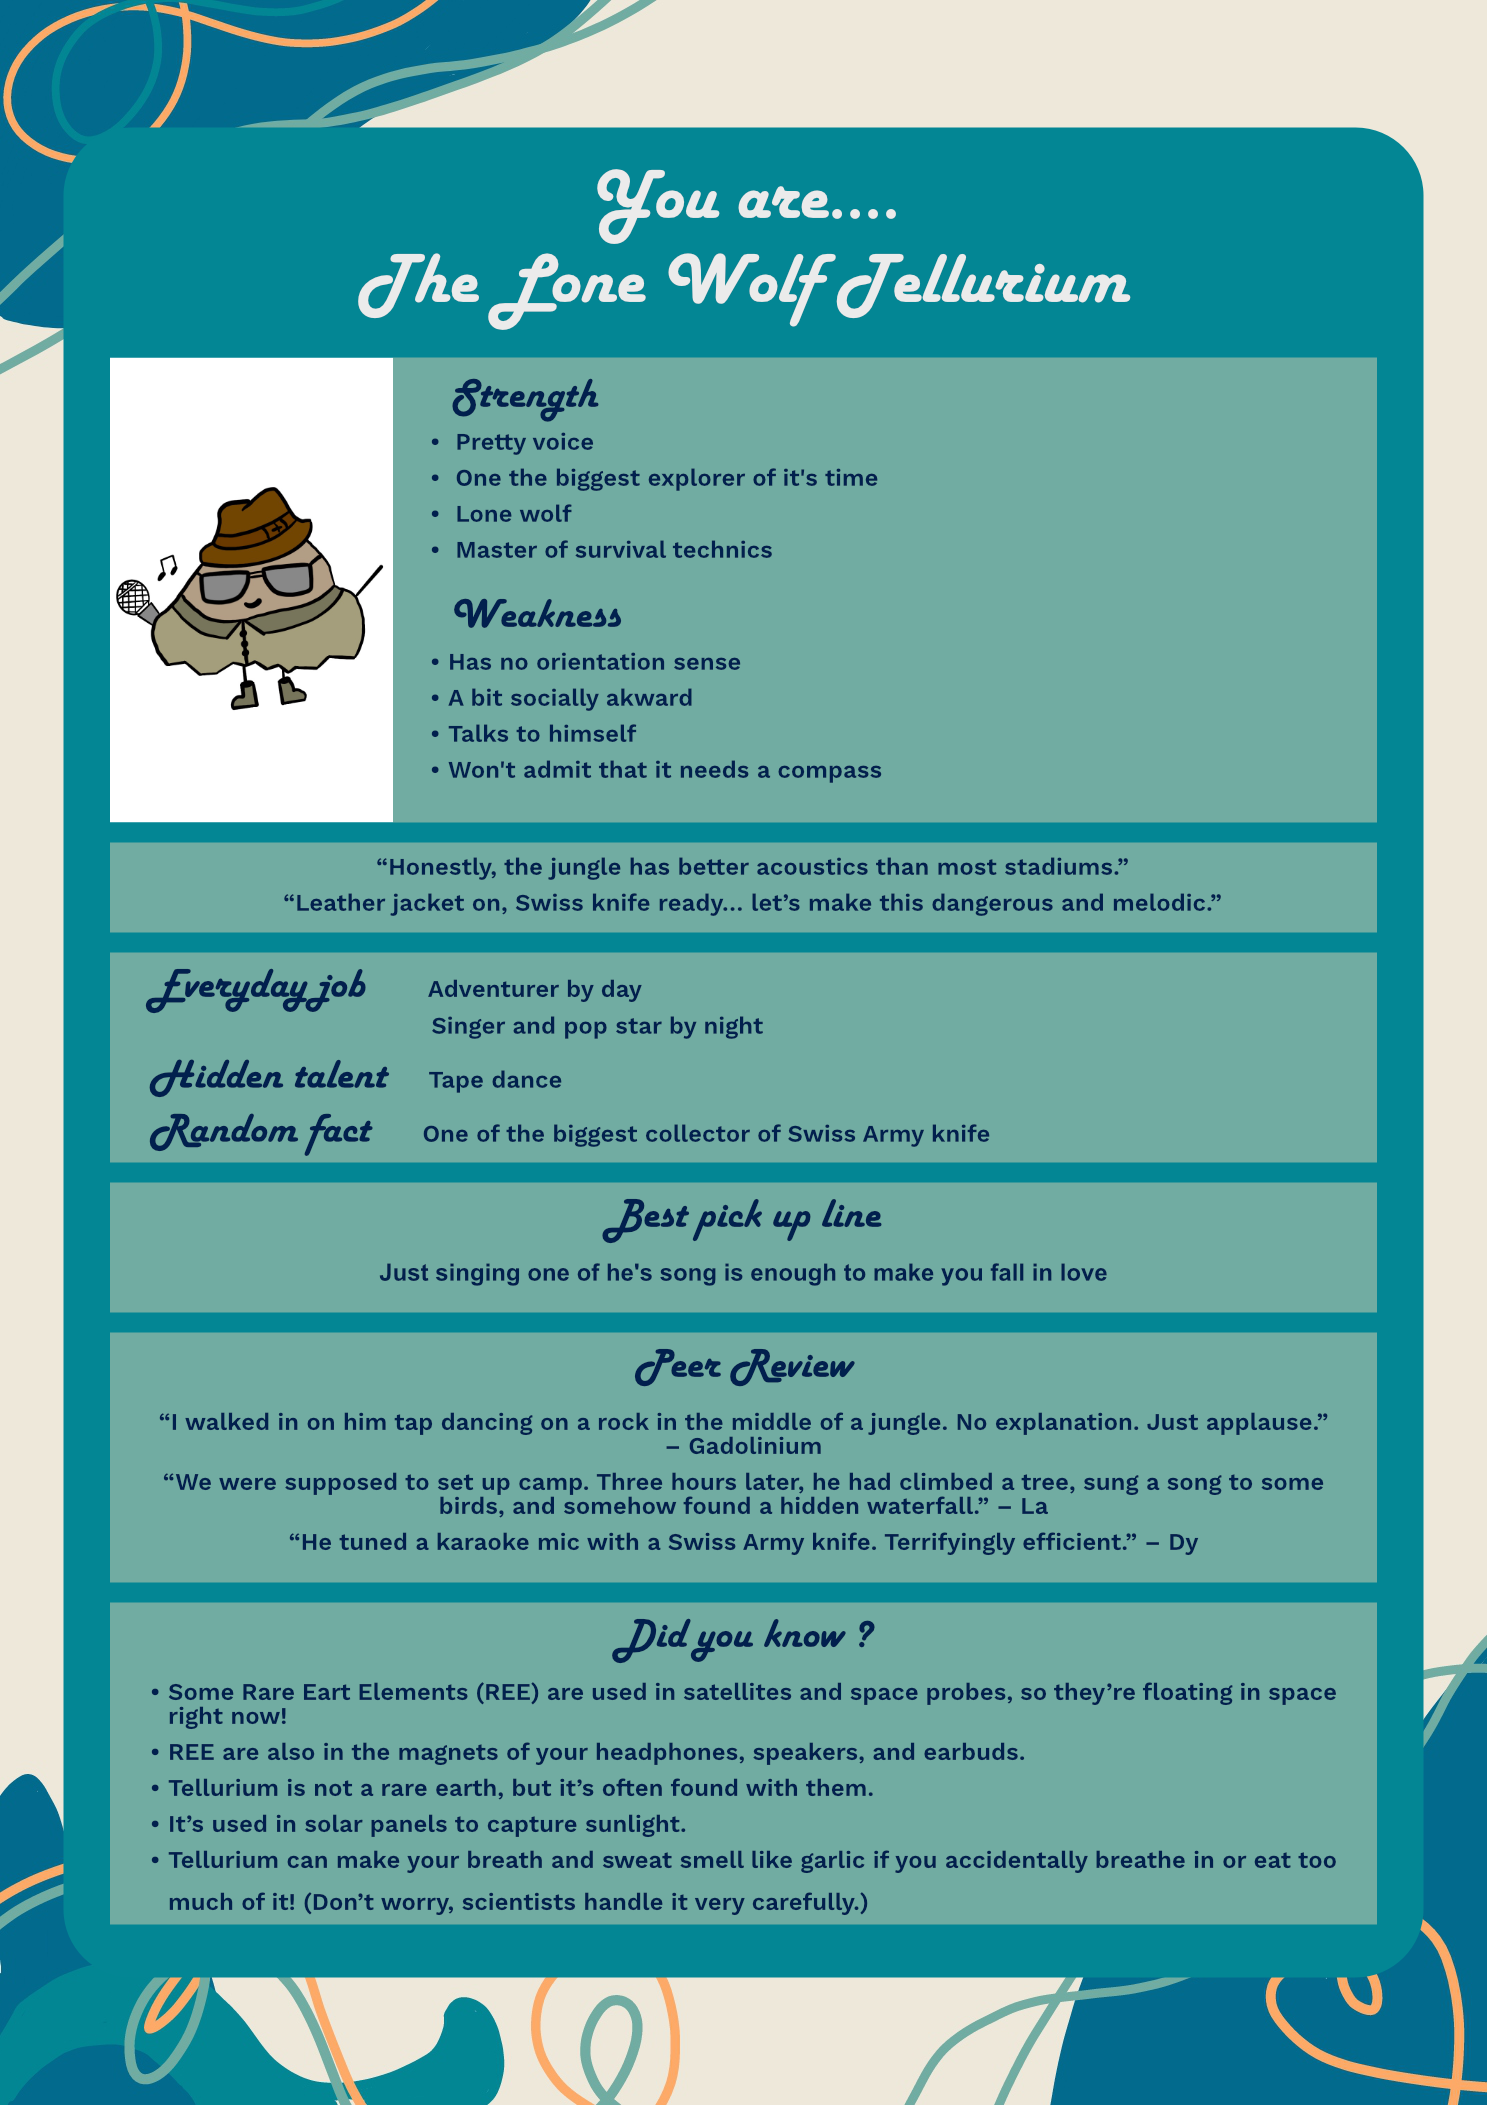 You are....
The Lone Wolf Tellurium
Strength
• Pretty voice
• One the biggest explorer of it's time
• Lone wolf
• Master of survival technics
Weakness
• Has no orientation sense
• A bit socially akward
• Talks to himself
• Won't admit that it needs a compass
“Honestly, the jungle has better acoustics than most stadiums.”
“Leather jacket on, Swiss knife ready… let’s make this dangerous and melodic.”
Everyday job Adventurer by day
Singer and pop star by night
Hidden talent Tape dance
Random fact One of the biggest collector of Swiss Army knife
Best pick up line
Just singing one of he's song is enough to make you fall in love
Peer Review
“I walked in on him tap dancing on a rock in the middle of a jungle. No explanation. Just applause.”
– Gadolinium
“We were supposed to set up camp. Three hours later, he had climbed a tree, sung a song to some
birds, and somehow found a hidden waterfall.” – La
“He tuned a karaoke mic with a Swiss Army knife. Terrifyingly efficient.” – Dy
Did you know ?
• Some Rare Eart Elements (REE) are used in satellites and space probes, so they’re floating in space
right now!
• REE are also in the magnets of your headphones, speakers, and earbuds.
• Tellurium is not a rare earth, but it’s often found with them.
• It’s used in solar panels to capture sunlight.
• Tellurium can make your breath and sweat smell like garlic if you accidentally breathe in or eat too
much of it! (Don’t worry, scientists handle it very carefully.)